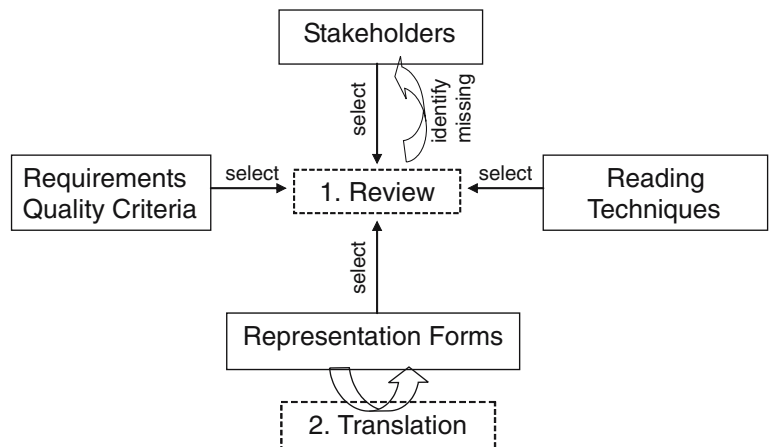 Stakeholders
select
identify
missing
Requirements
Quality Criteria
select
1. Review
select
Reading
Techniques
select
Representation Forms
2. Translation